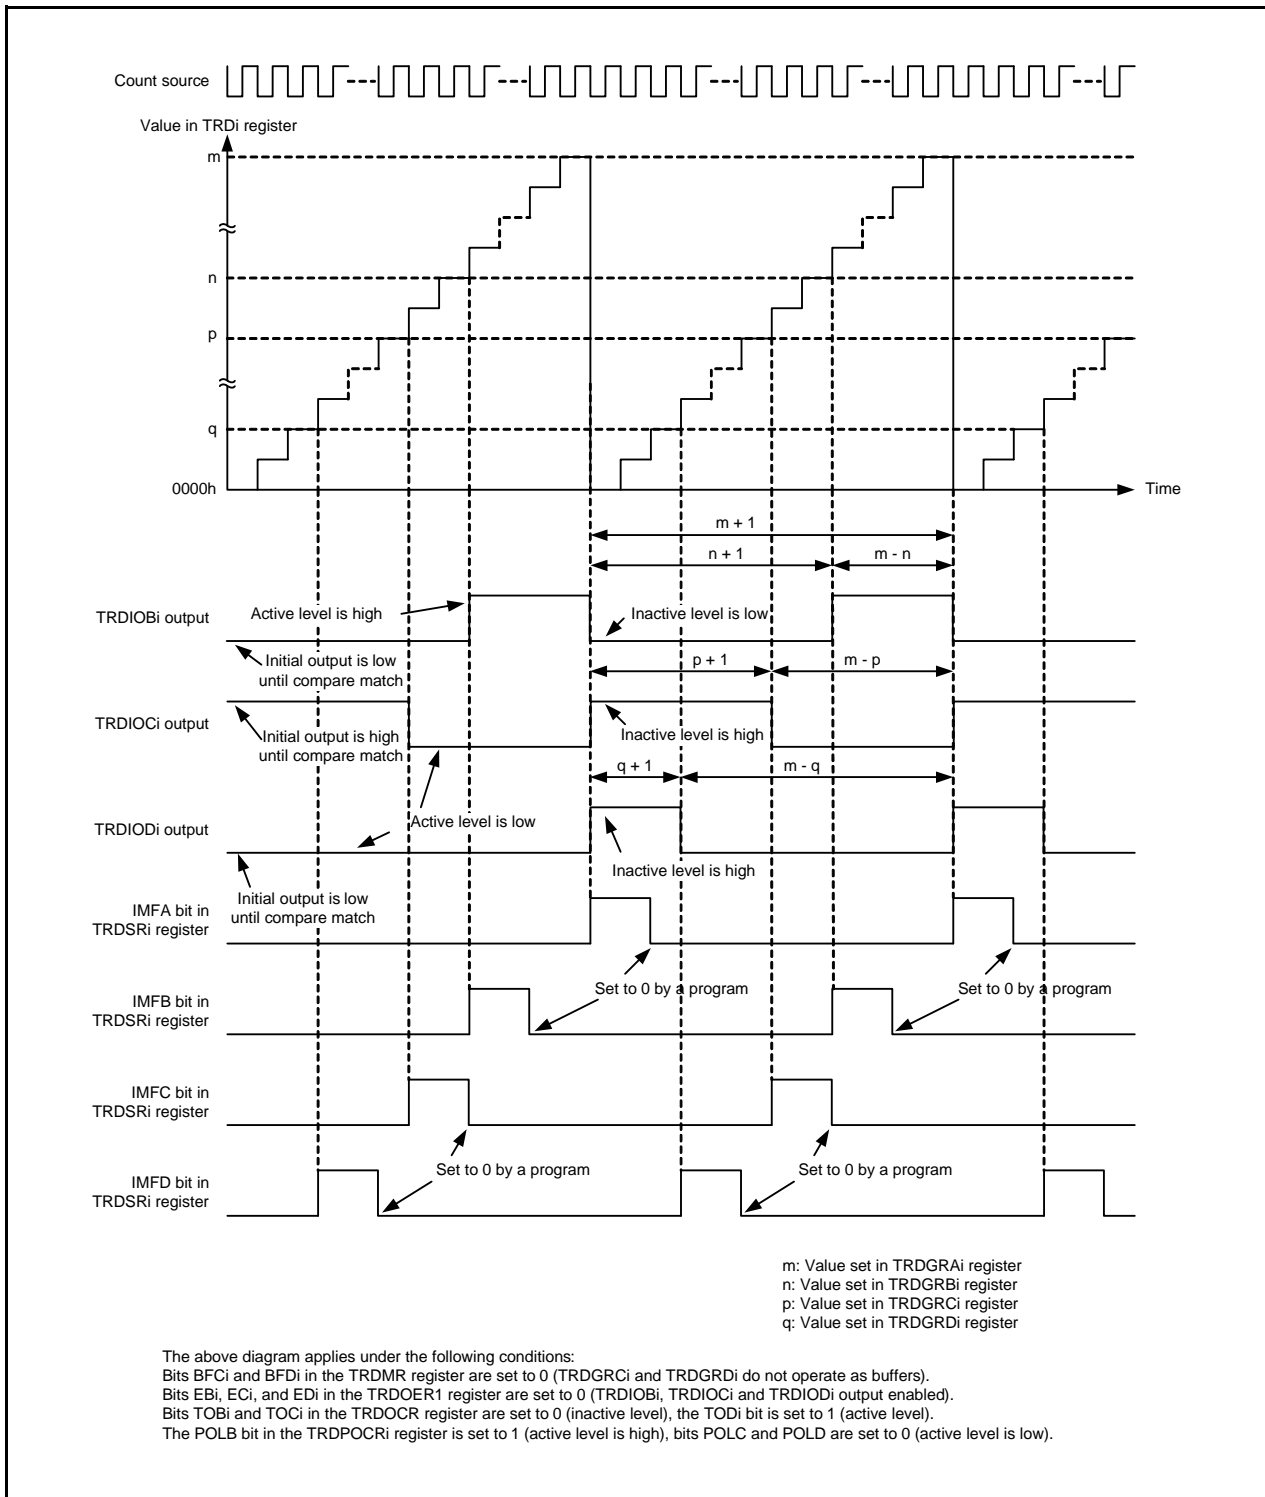 Count source
Value in TRDi register
m
n
p
q
0000h
Time
m + 1
n + 1
m - n
TRDIOBi output
Active level is high
Inactive level is low
Initial output is low
until compare match
p + 1
m - p
TRDIOCi output
Initial output is high
until compare match
Inactive level is high
q + 1
m - q
TRDIODi output
Active level is low
Inactive level is high
Initial output is low
until compare match
IMFA bit in
TRDSRi register
Set to 0 by a program
Set to 0 by a program
IMFB bit in
TRDSRi register
IMFC bit in
TRDSRi register
Set to 0 by a program
Set to 0 by a program
IMFD bit in
TRDSRi register
m: Value set in TRDGRAi register
n: Value set in TRDGRBi register
p: Value set in TRDGRCi register
q: Value set in TRDGRDi register
The above diagram applies under the following conditions:
Bits BFCi and BFDi in the TRDMR register are set to 0 (TRDGRCi and TRDGRDi do not operate as buffers).
Bits EBi, ECi, and EDi in the TRDOER1 register are set to 0 (TRDIOBi, TRDIOCi and TRDIODi output enabled).
Bits TOBi and TOCi in the TRDOCR register are set to 0 (inactive level), the TODi bit is set to 1 (active level).
The POLB bit in the TRDPOCRi register is set to 1 (active level is high), bits POLC and POLD are set to 0 (active level is low).